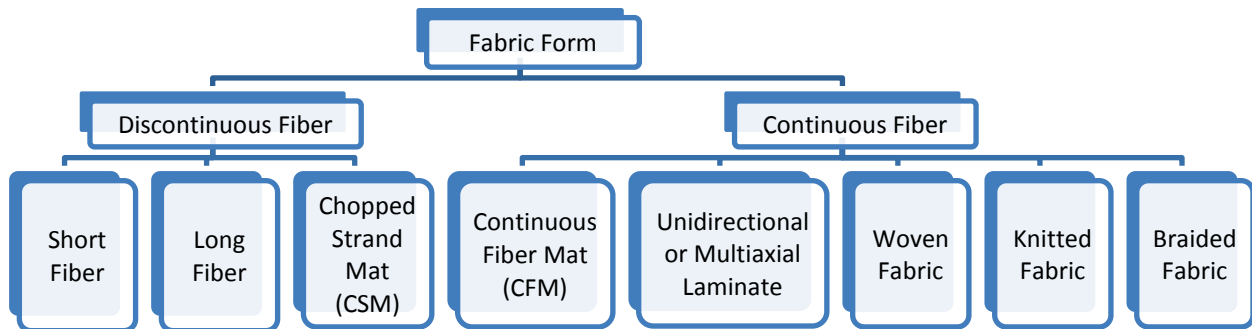 Fabric Form
Discontinuous Fiber
Continuous Fiber
Short
Fiber
Long
Fiber
Chopped
Strand
Mat
(CSM)
Continuous
Fiber Mat
(CFM)
Unidirectional
or Multiaxial
Laminate
Woven
Fabric
Knitted
Fabric
Braided
Fabric